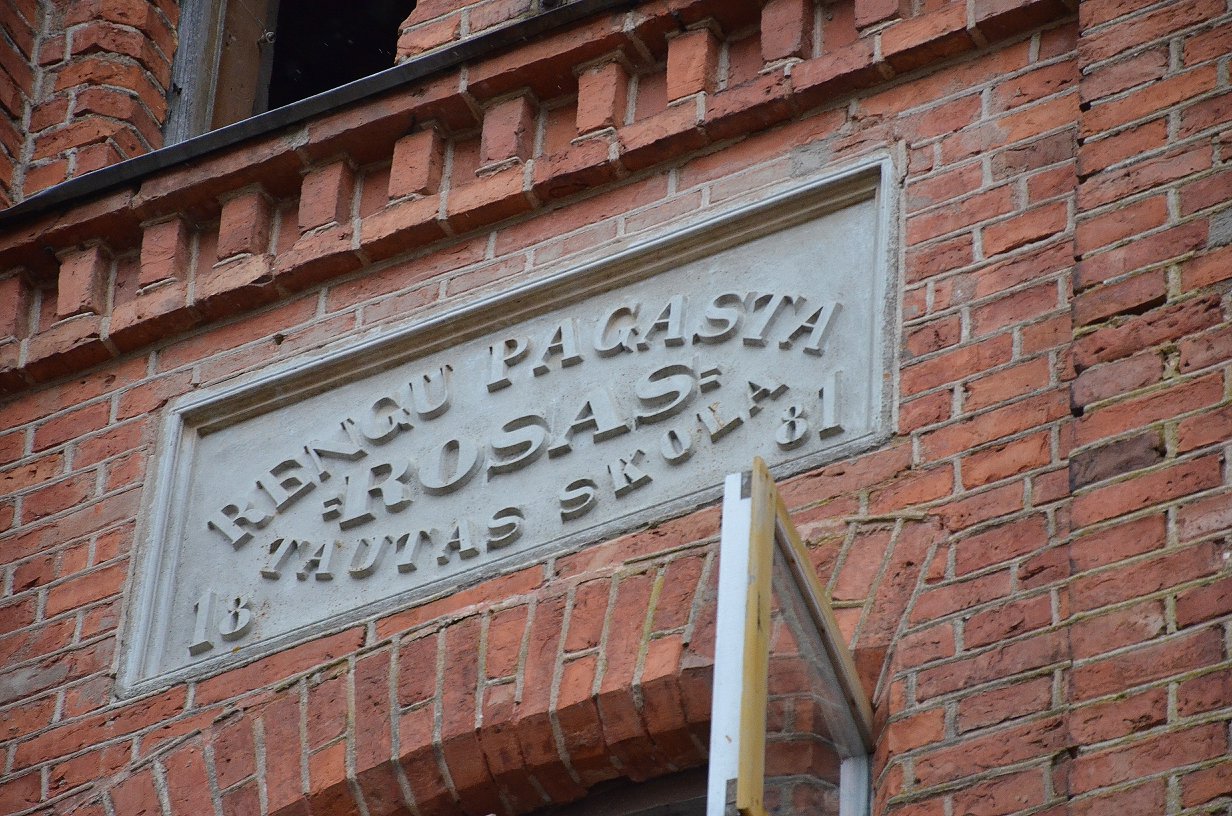 RENGU PAGASTA
=ROSAS=
TAUTAS SKOLA
18 81